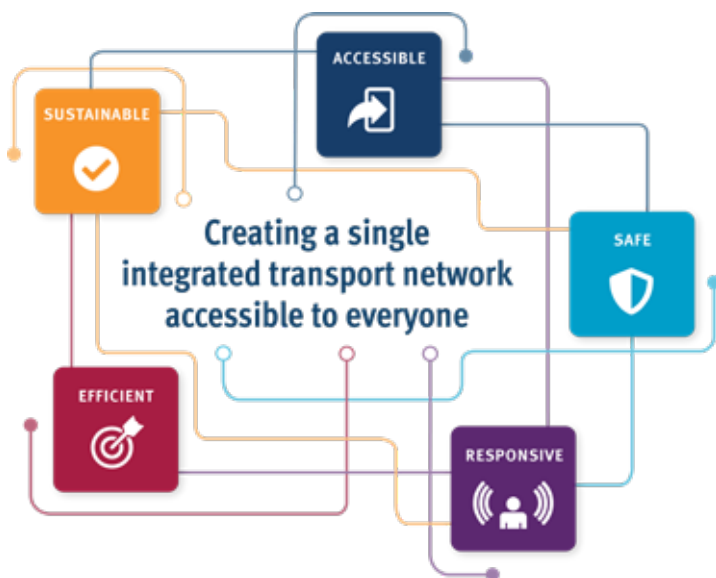 ACCESSIBLE
SUSTAINABLE
Creating a single
integrated transport network
accessible to everyone
SAFE
EFFICIENT
RESPONSIVE